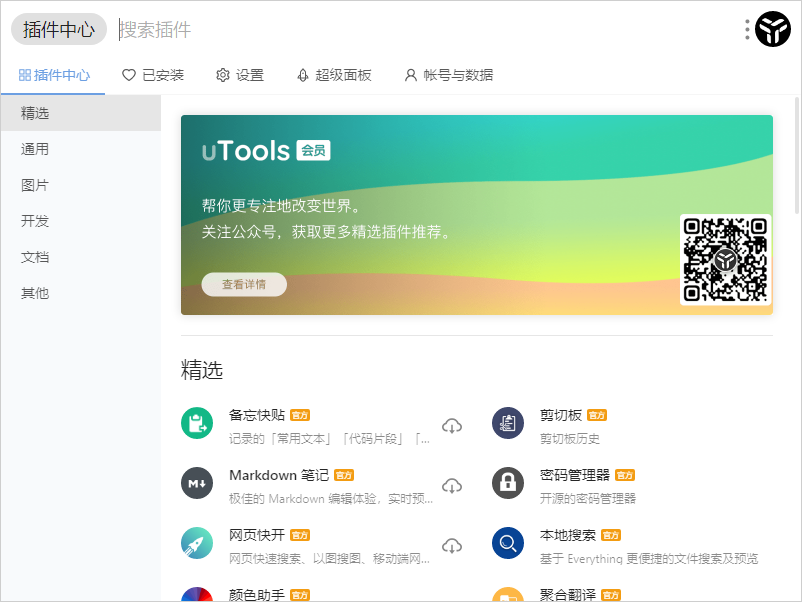 插件中心 搜索插件
插件中心 已安装 设置 超级面板 帐号与数据
精选
通用
图片
开发
文档
其他
uTools 会员
帮你更专注地改变世界。
关注公众号，获取更多精选插件推荐。
查看详情
精选
备忘快贴 官方
记录的「常用文本」「代码片段」「...
剪切板 官方
剪切板历史
M↓
Markdown 笔记 官方
极佳的 Markdown 编辑体验，实时预...
密码管理器 官方
开源的密码管理器
网页快开 官方
网页快速搜索、以图搜图、移动端网...
本地搜索 官方
基于 Everything 更便捷的文件搜索及预览
颜色助手 官方
聚合翻译 官方